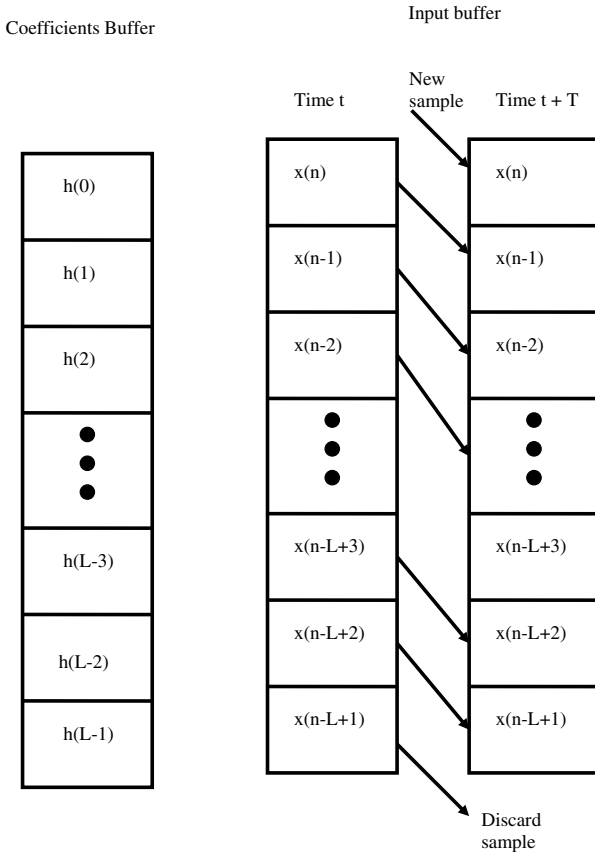 Coefficients Buffer
Input buffer
Time t
New
sample
Time t + T
h(0)
h(1)
h(2)
h(L-3)
h(L-2)
h(L-1)
x(n)
x(n-1)
x(n-2)
x(n-L+3)
x(n-L+2)
x(n-L+1)
x(n)
x(n-1)
x(n-2)
x(n-L+3)
x(n-L+2)
x(n-L+1)
Discard
sample